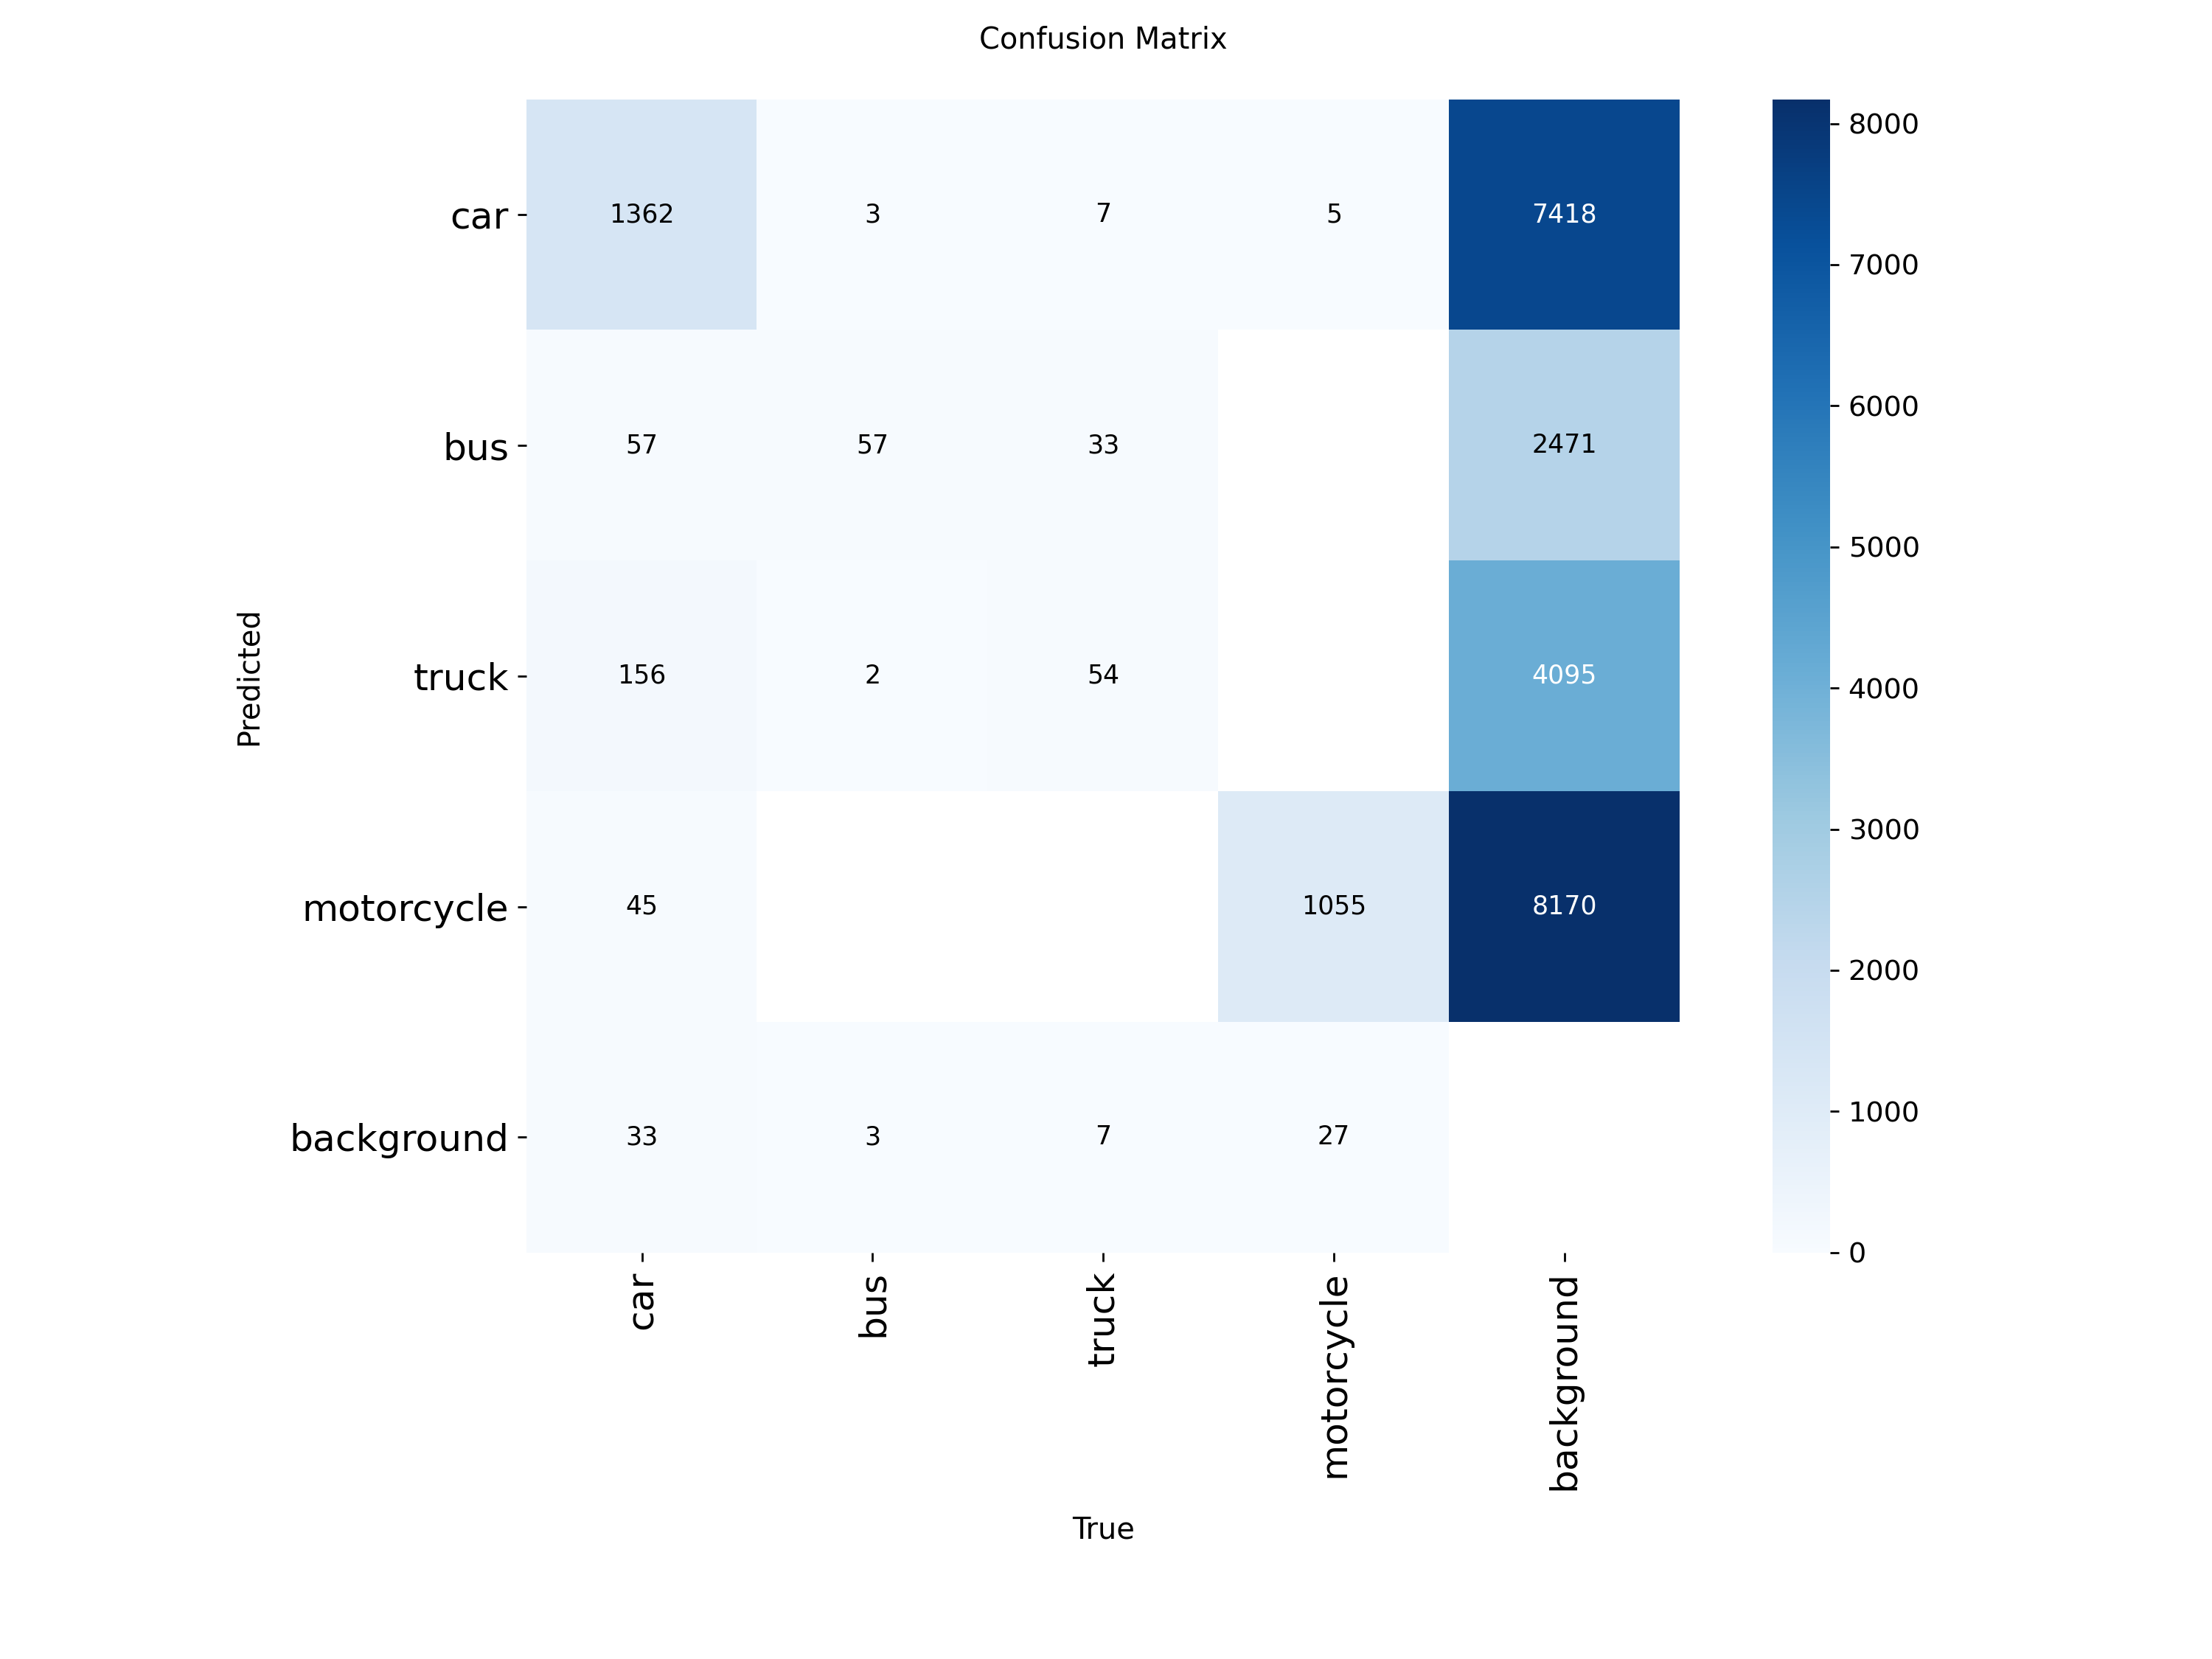 Confusion Matrix
car 1362 3 7 5 7418
bus 57 57 33 2471
truck 156 2 54 4095
motorcycle 45 1055 8170
background 33 3 7 27
Predicted
car bus truck motorcycle background
True
8000
7000
6000
5000
4000
3000
2000
1000
0